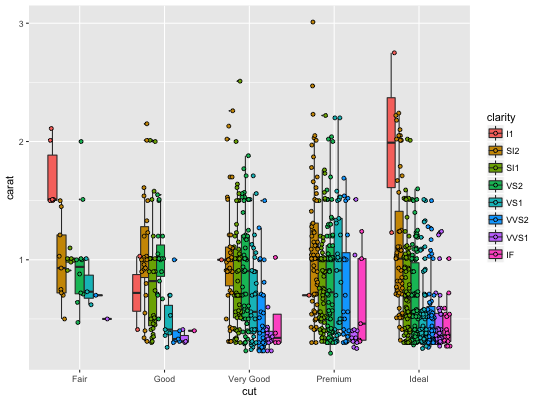 3
2
1
carat
Fair
Good
Very Good
Premium
Ideal
cut
clarity
I1
SI2
SI1
VS2
VS1
VVS2
VVS1
IF